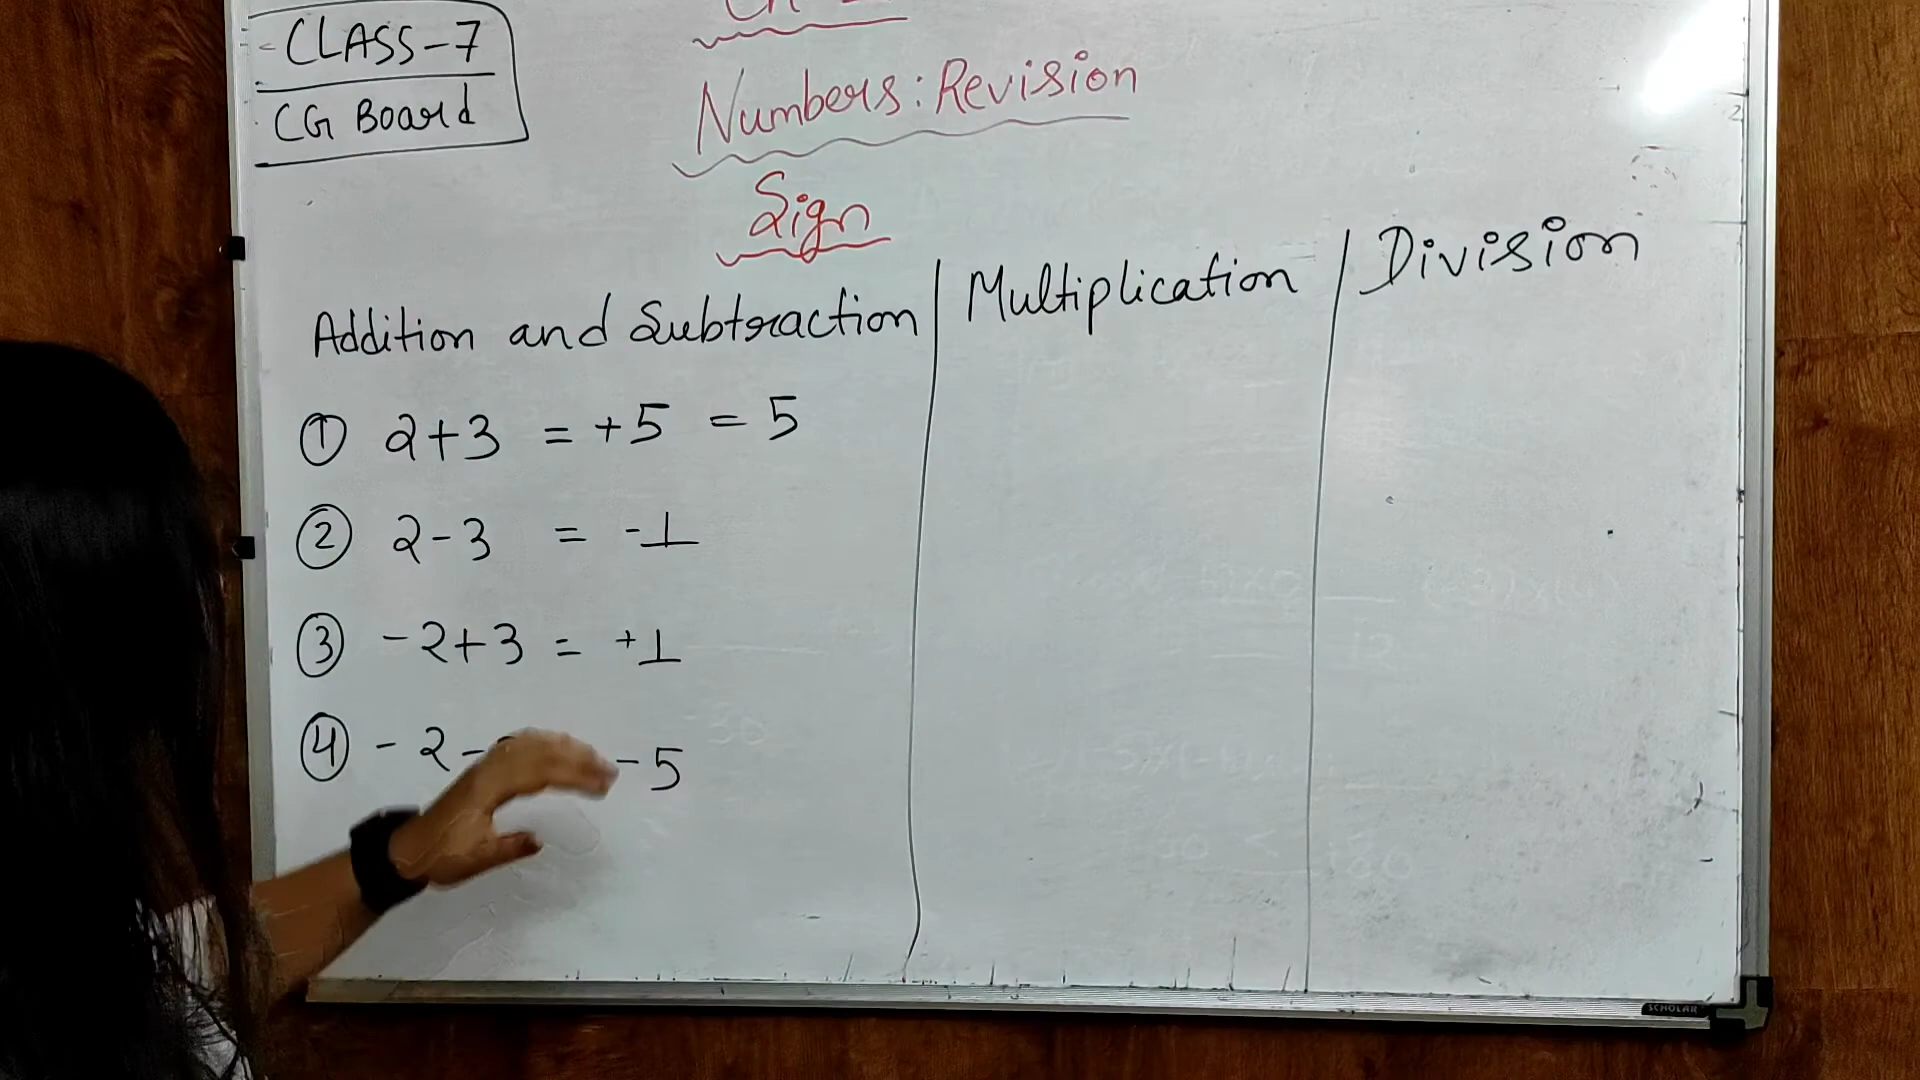 CLASS-7
CG Board
Numbers: Revision
Sign
Addition and Subtraction
Multiplication
Division
① 2+3 = +5 = 5
② 2-3 = -1
③ -2+3 = +1
④ -2- -5
SCHOLAR